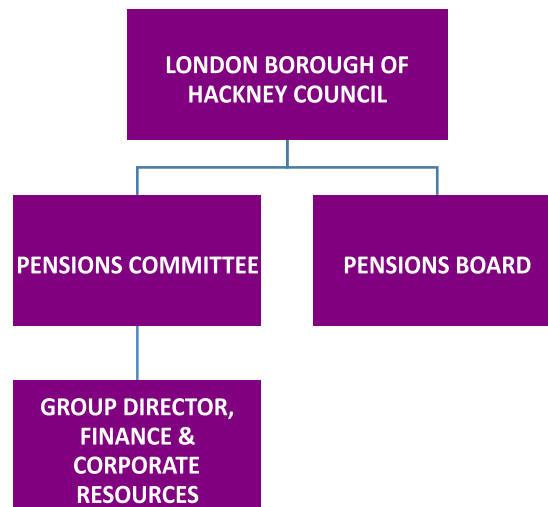 LONDON BOROUGH OF
HACKNEY COUNCIL
PENSIONS COMMITTEE
PENSIONS BOARD
GROUP DIRECTOR,
FINANCE &
CORPORATE
RESOURCES